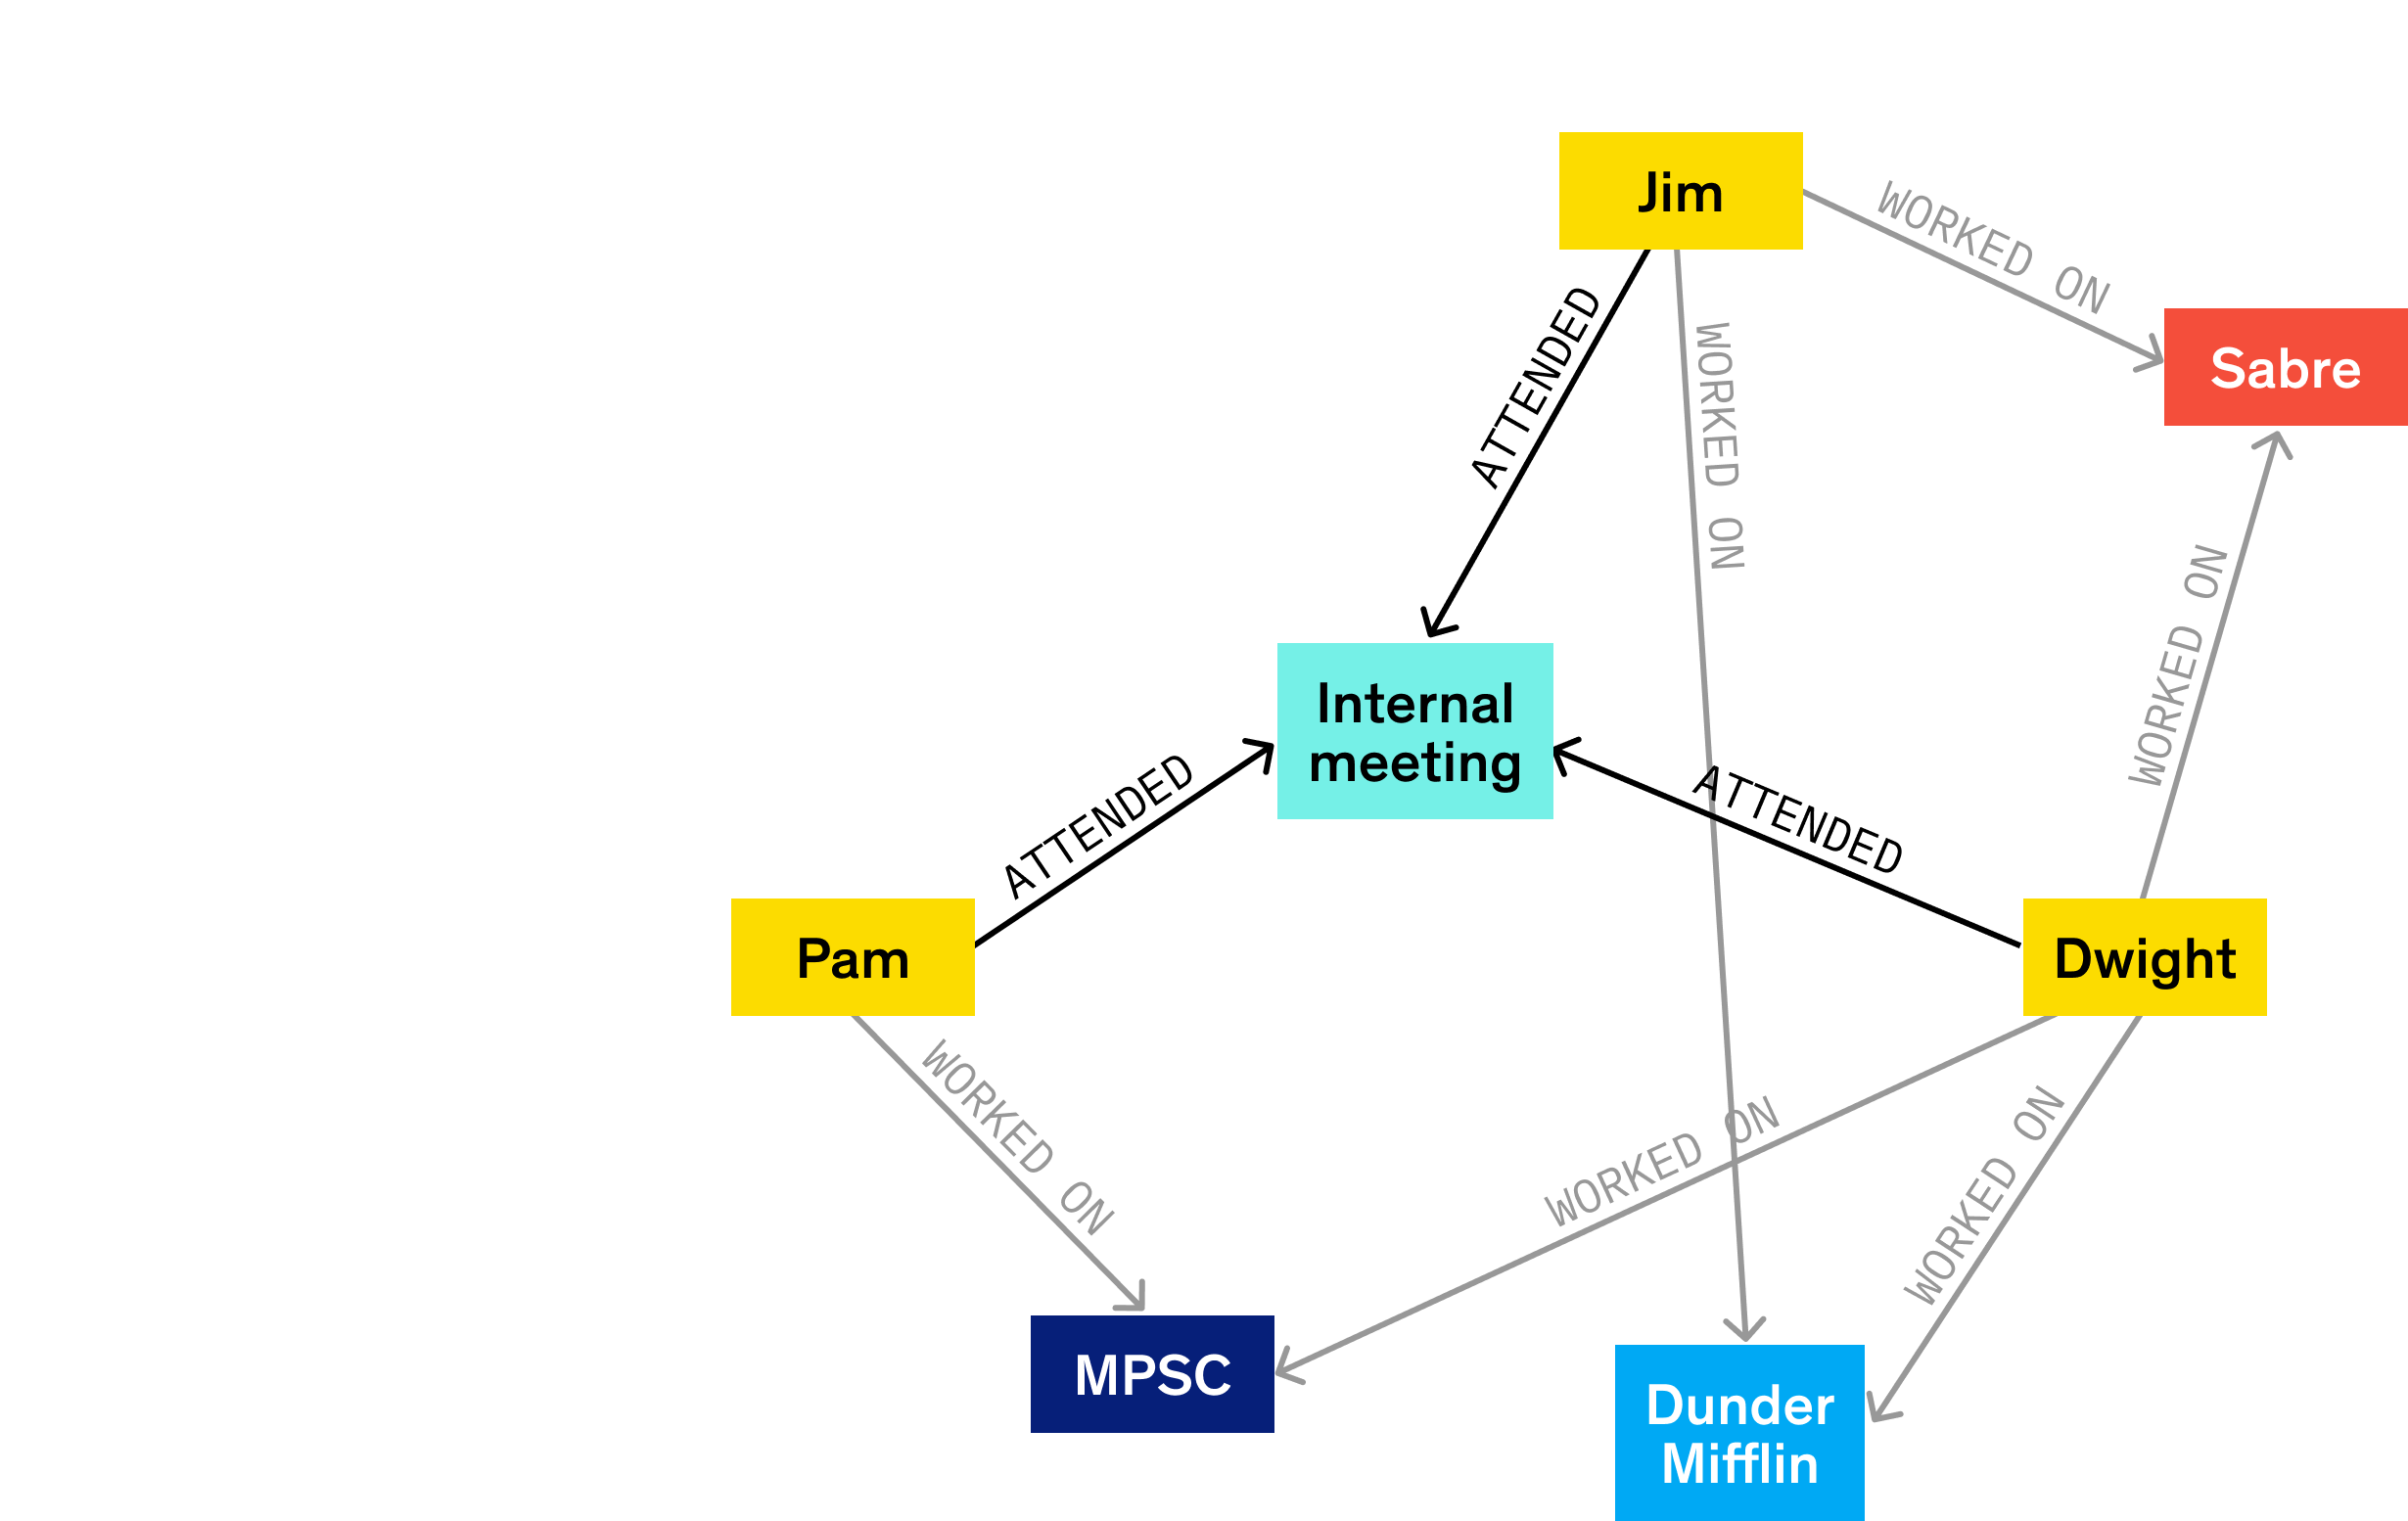 Jim
WORKED ON
Sabre
ATTENDED
WORKED ON
WORKED ON
Internal
meeting
ATTENDED
ATTENDED
Pam
Dwight
WORKED ON
WORKED ON
WORKED ON
MPSC
Dunder
Mifflin